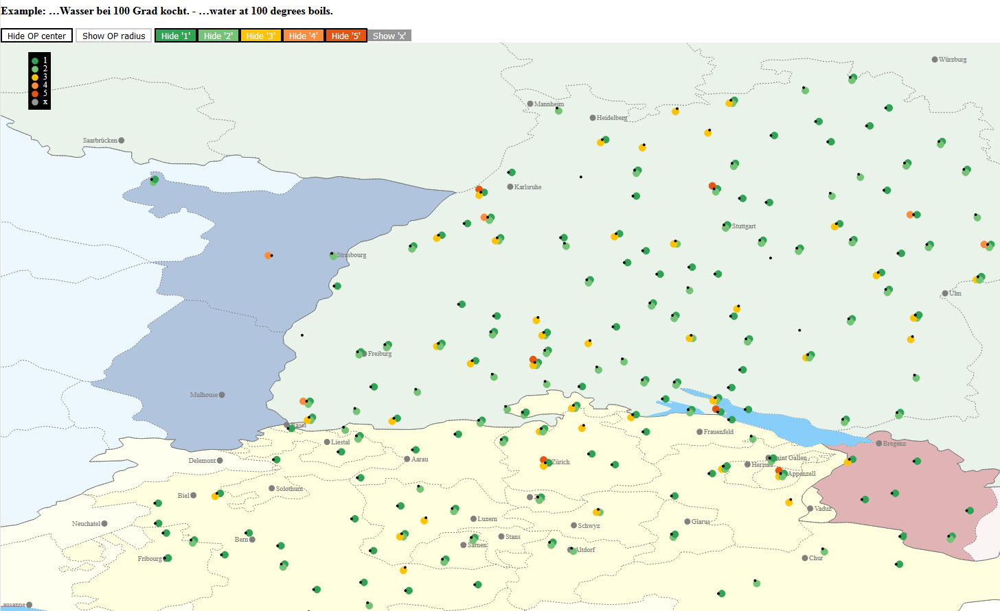 Example: …Wasser bei 100 Grad kocht. - …water at 100 degrees boils.
Hide OP center Show OP radius Hide '1' Hide '2' Hide '3' Hide '4' Hide '5' Show 'x'
1
2
3
4
5
x
Würzburg
Mannheim
Heidelberg
Saarbrücken
Karlsruhe
Stuttgart
Strasbourg
Ulm
Freiburg
Mulhouse
Basel
Frauenfeld
Liestal
Bregenz
Delemont
Aarau
Zürich
Saint Gallen
Herisau
Appenzell
Solothurn
Biel
Vaduz
Neuchatel
Luzern
Schwyz
Glarus
Bern
Stans
Sarnen
Altdorf
Fribourg
Chur
ausanne